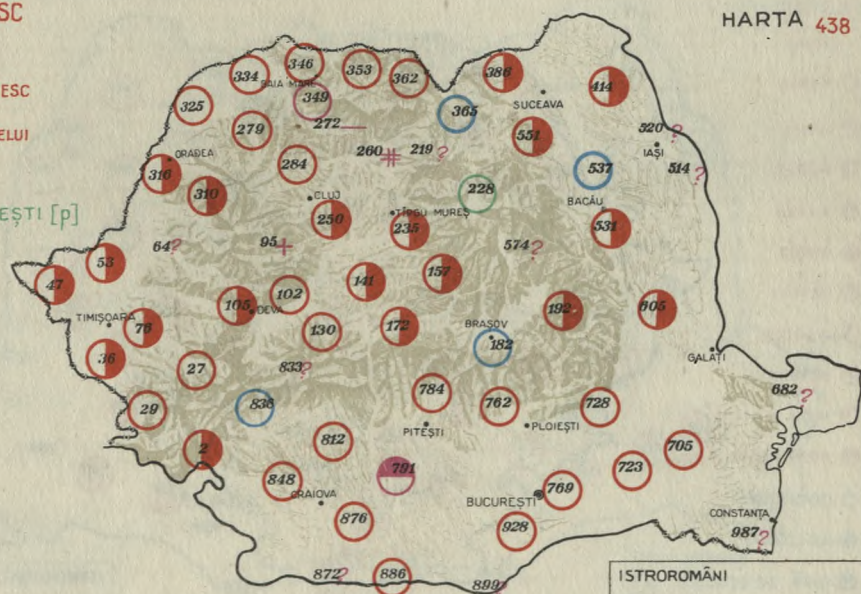 SC
HARTA 438
ESC
ELUI
EȘTI [p]
346
334
353
362
386
BAIA MARE
414
349
325
365
SUCEAVA
272
520 ?
279
551
260
219 ?
IAȘI
ORADEA
284
514 ?
316
537
310
228
CLUJ
BACĂU
250
TÎRGU MUREȘ
235
531
64 ?
95
574 ?
53
157
47
141
102
105
DEVA
192
605
TIMIȘOARA
76
130
172
BRAȘOV
182
36
GALAȚI
27
833 ?
784
682 ?
29
838
762
728
PITEȘTI
PLOIEȘTI
812
2
705
791
723
848
769
CRAIOVA
BUCUREȘTI
876
CONSTANȚA
928
987 ?
872 ?
886
899 ?
ISTROROMÂNI